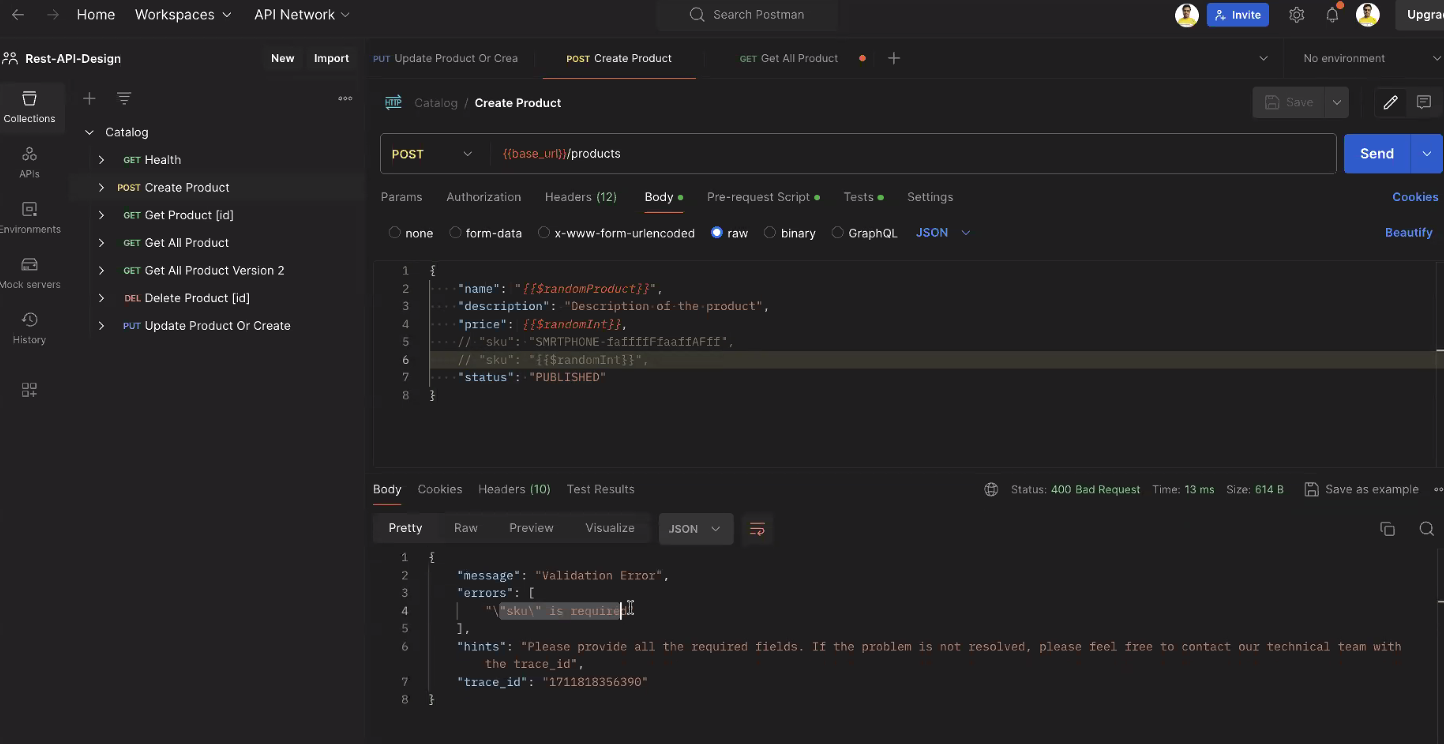 Home Workspaces API Network Search Postman Invite Upgra
Rest-API-Design New Import PUT Update Product Or Crea POST Create Product GET Get All Product No environment
Collections
APIs
Environments
Mock servers
History
Catalog
GET Health
POST Create Product
GET Get Product [id]
GET Get All Product
GET Get All Product Version 2
DEL Delete Product [id]
PUT Update Product Or Create
HTTP Catalog / Create Product Save
POST {{base_url}}/products Send
Params Authorization Headers (12) Body Pre-request Script Tests Settings Cookies
none form-data x-www-form-urlencoded raw binary GraphQL JSON Beautify
1 {
2 "name": "{{$randomProduct}}",
3 "description": "Description of the product",
4 "price": {{$randomInt}},
5 // "sku": "SMRTPHONE-faffffFfaaffAFff",
6 // "sku": "{{$randomInt}}",
7 "status": "PUBLISHED"
8 }
Body Cookies Headers (10) Test Results Status: 400 Bad Request Time: 13 ms Size: 614 B Save as example
Pretty Raw Preview Visualize JSON
1 {
2 "message": "Validation Error",
3 "errors": [
4 "\"sku\" is required
5 ],
6 "hints": "Please provide all the required fields. If the problem is not resolved, please feel free to contact our technical team with
the trace_id",
7 "trace_id": "1711818356390"
8 }